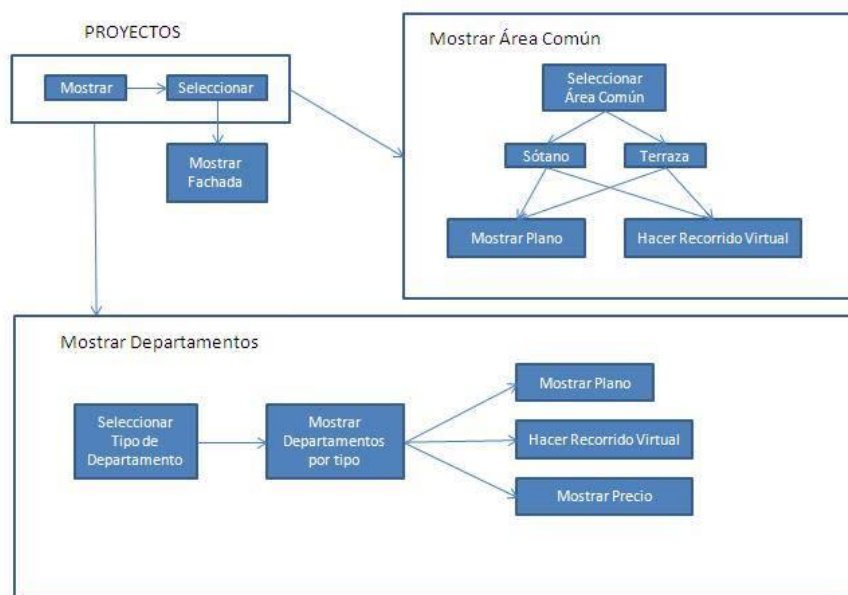 PROYECTOS
Mostrar
Seleccionar
Mostrar
Fachada
Mostrar Área Común
Seleccionar
Área Común
Sótano
Terraza
Mostrar Plano
Hacer Recorrido Virtual
Mostrar Departamentos
Seleccionar
Tipo de
Departamento
Mostrar
Departamentos
por tipo
Mostrar Plano
Hacer Recorrido Virtual
Mostrar Precio